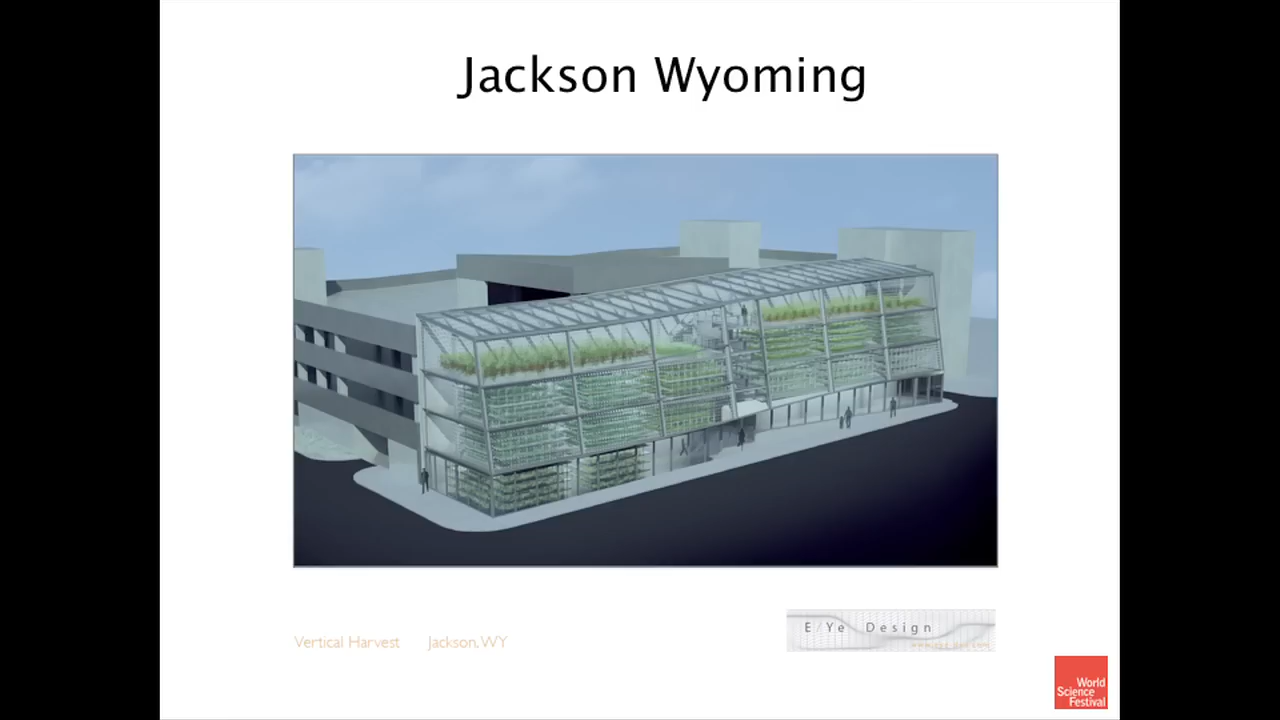 Jackson Wyoming
Vertical Harvest Jackson, WY
E/Ye Design
World
Science
Festival